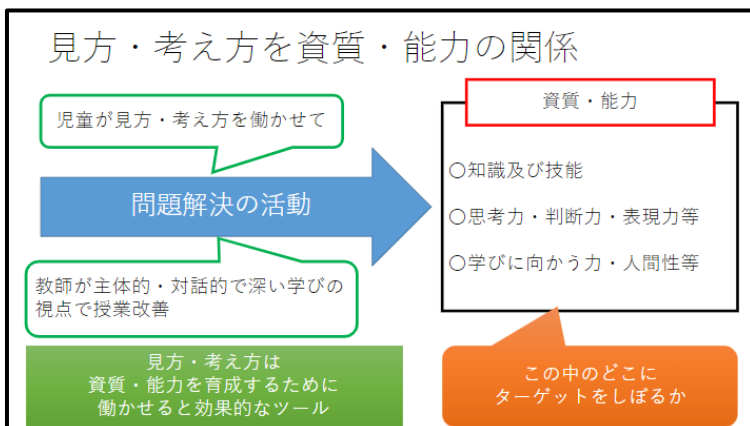 見方・考え方を資質・能力の関係
児童が見方・考え方を働かせて
問題解決の活動
教師が主体的・対話的で深い学びの
視点で授業改善
見方・考え方は
資質・能力を育成するために
働かせると効果的なツール
資質・能力
○知識及び技能
○思考力・判断力・表現力等
○学びに向かう力・人間性等
この中のどこに
ターゲットをしぼるか